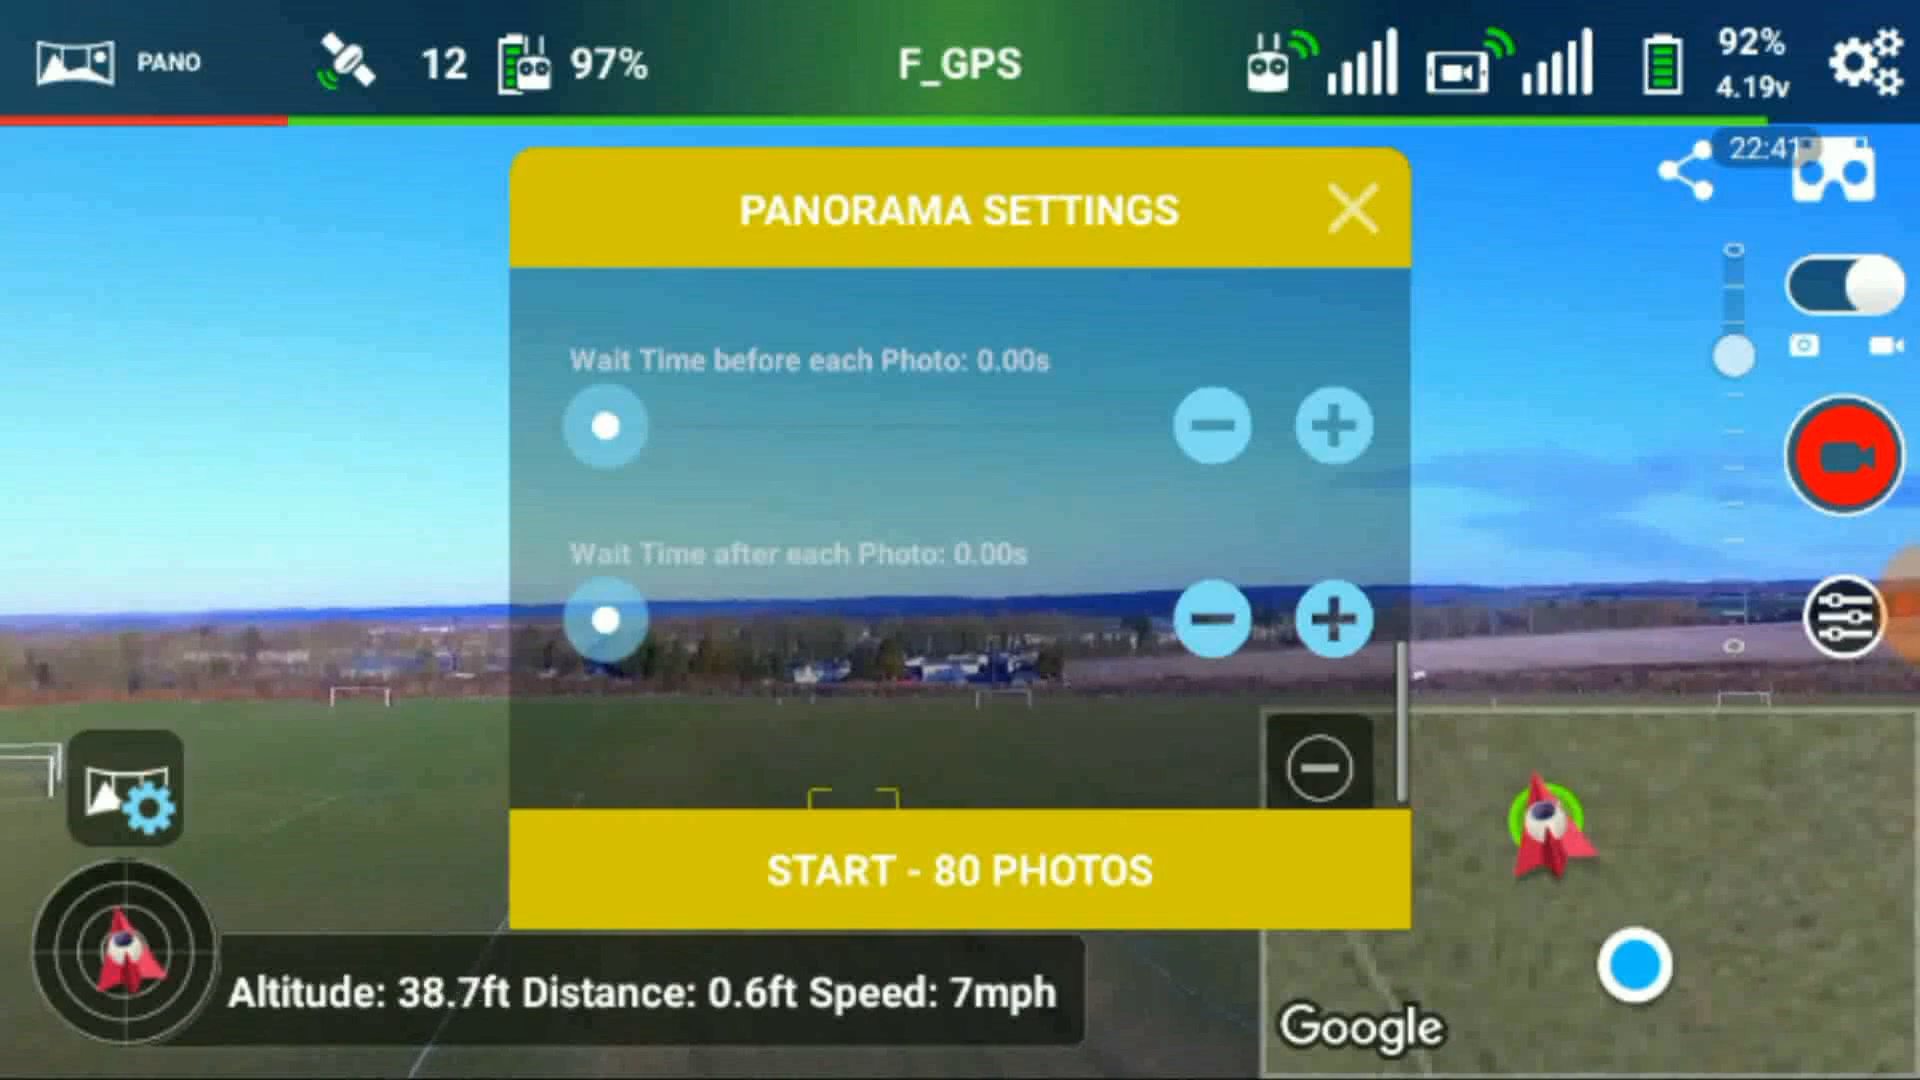 PANO
12
97%
F_GPS
92%
4.19v
22:41
PANORAMA SETTINGS
Wait Time before each Photo: 0.00s
Wait Time after each Photo: 0.00s
START - 80 PHOTOS
Altitude: 38.7ft Distance: 0.6ft Speed: 7mph
Google